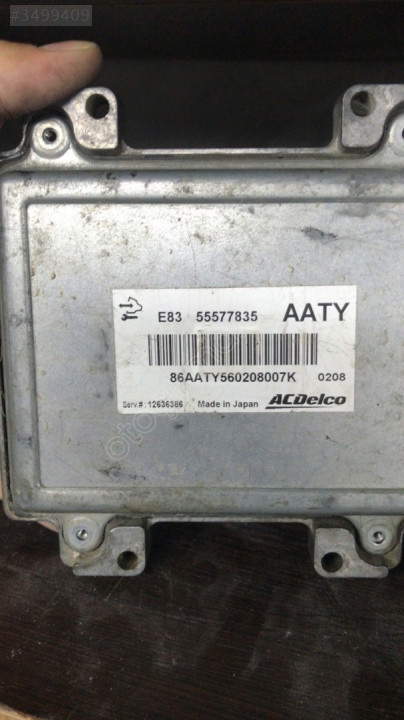 #3499409
E83 55577835 AATY
86AATY560208007K 0208
Serv.#: 12636386 Made in Japan ACDelco